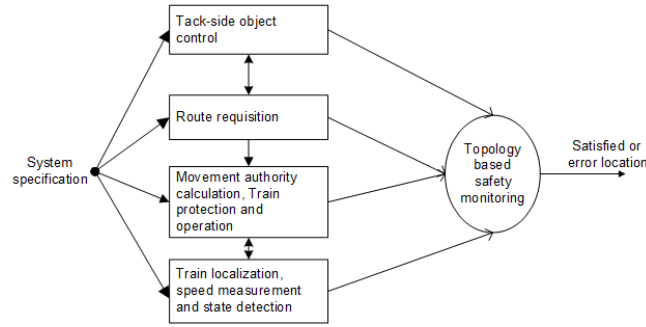 Tack-side object
control
Route requisition
System
specification
Movement authority
calculation, Train
protection and
operation
Train localization,
speed measurement
and state detection
Topology
based
safety
monitoring
Satisfied or
error location